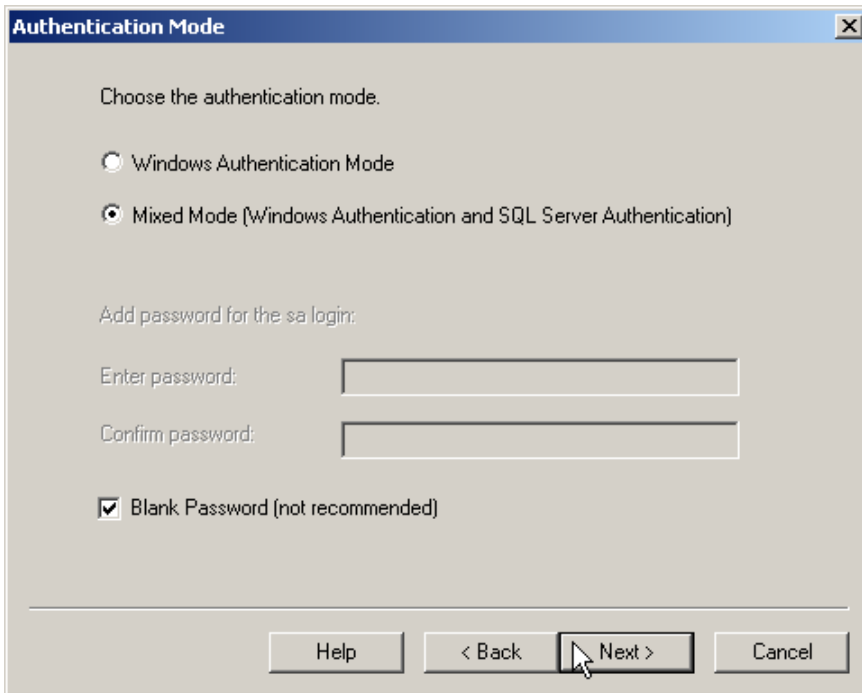 Authentication Mode
Choose the authentication mode.
Windows Authentication Mode
Mixed Mode (Windows Authentication and SQL Server Authentication)
Add password for the sa login:
Enter password:
Confirm password:
Blank Password (not recommended)
Help
< Back
Next >
Cancel